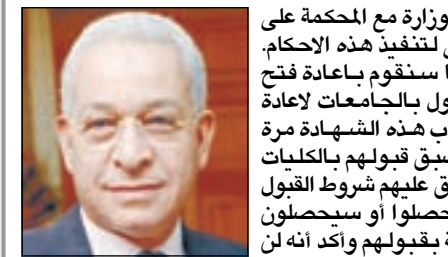 وزارة مع المحكمة على
لتنفيذ هذه الاحكام.
سنقوم باعادة فتح
بالجامعات لاعادة
هذه الشهادة مرة
سبق قبولهم بالكليات
عليهم شروط القبول
حصلوا أو سيحصلون
بقبولهم وأكد أنه لن